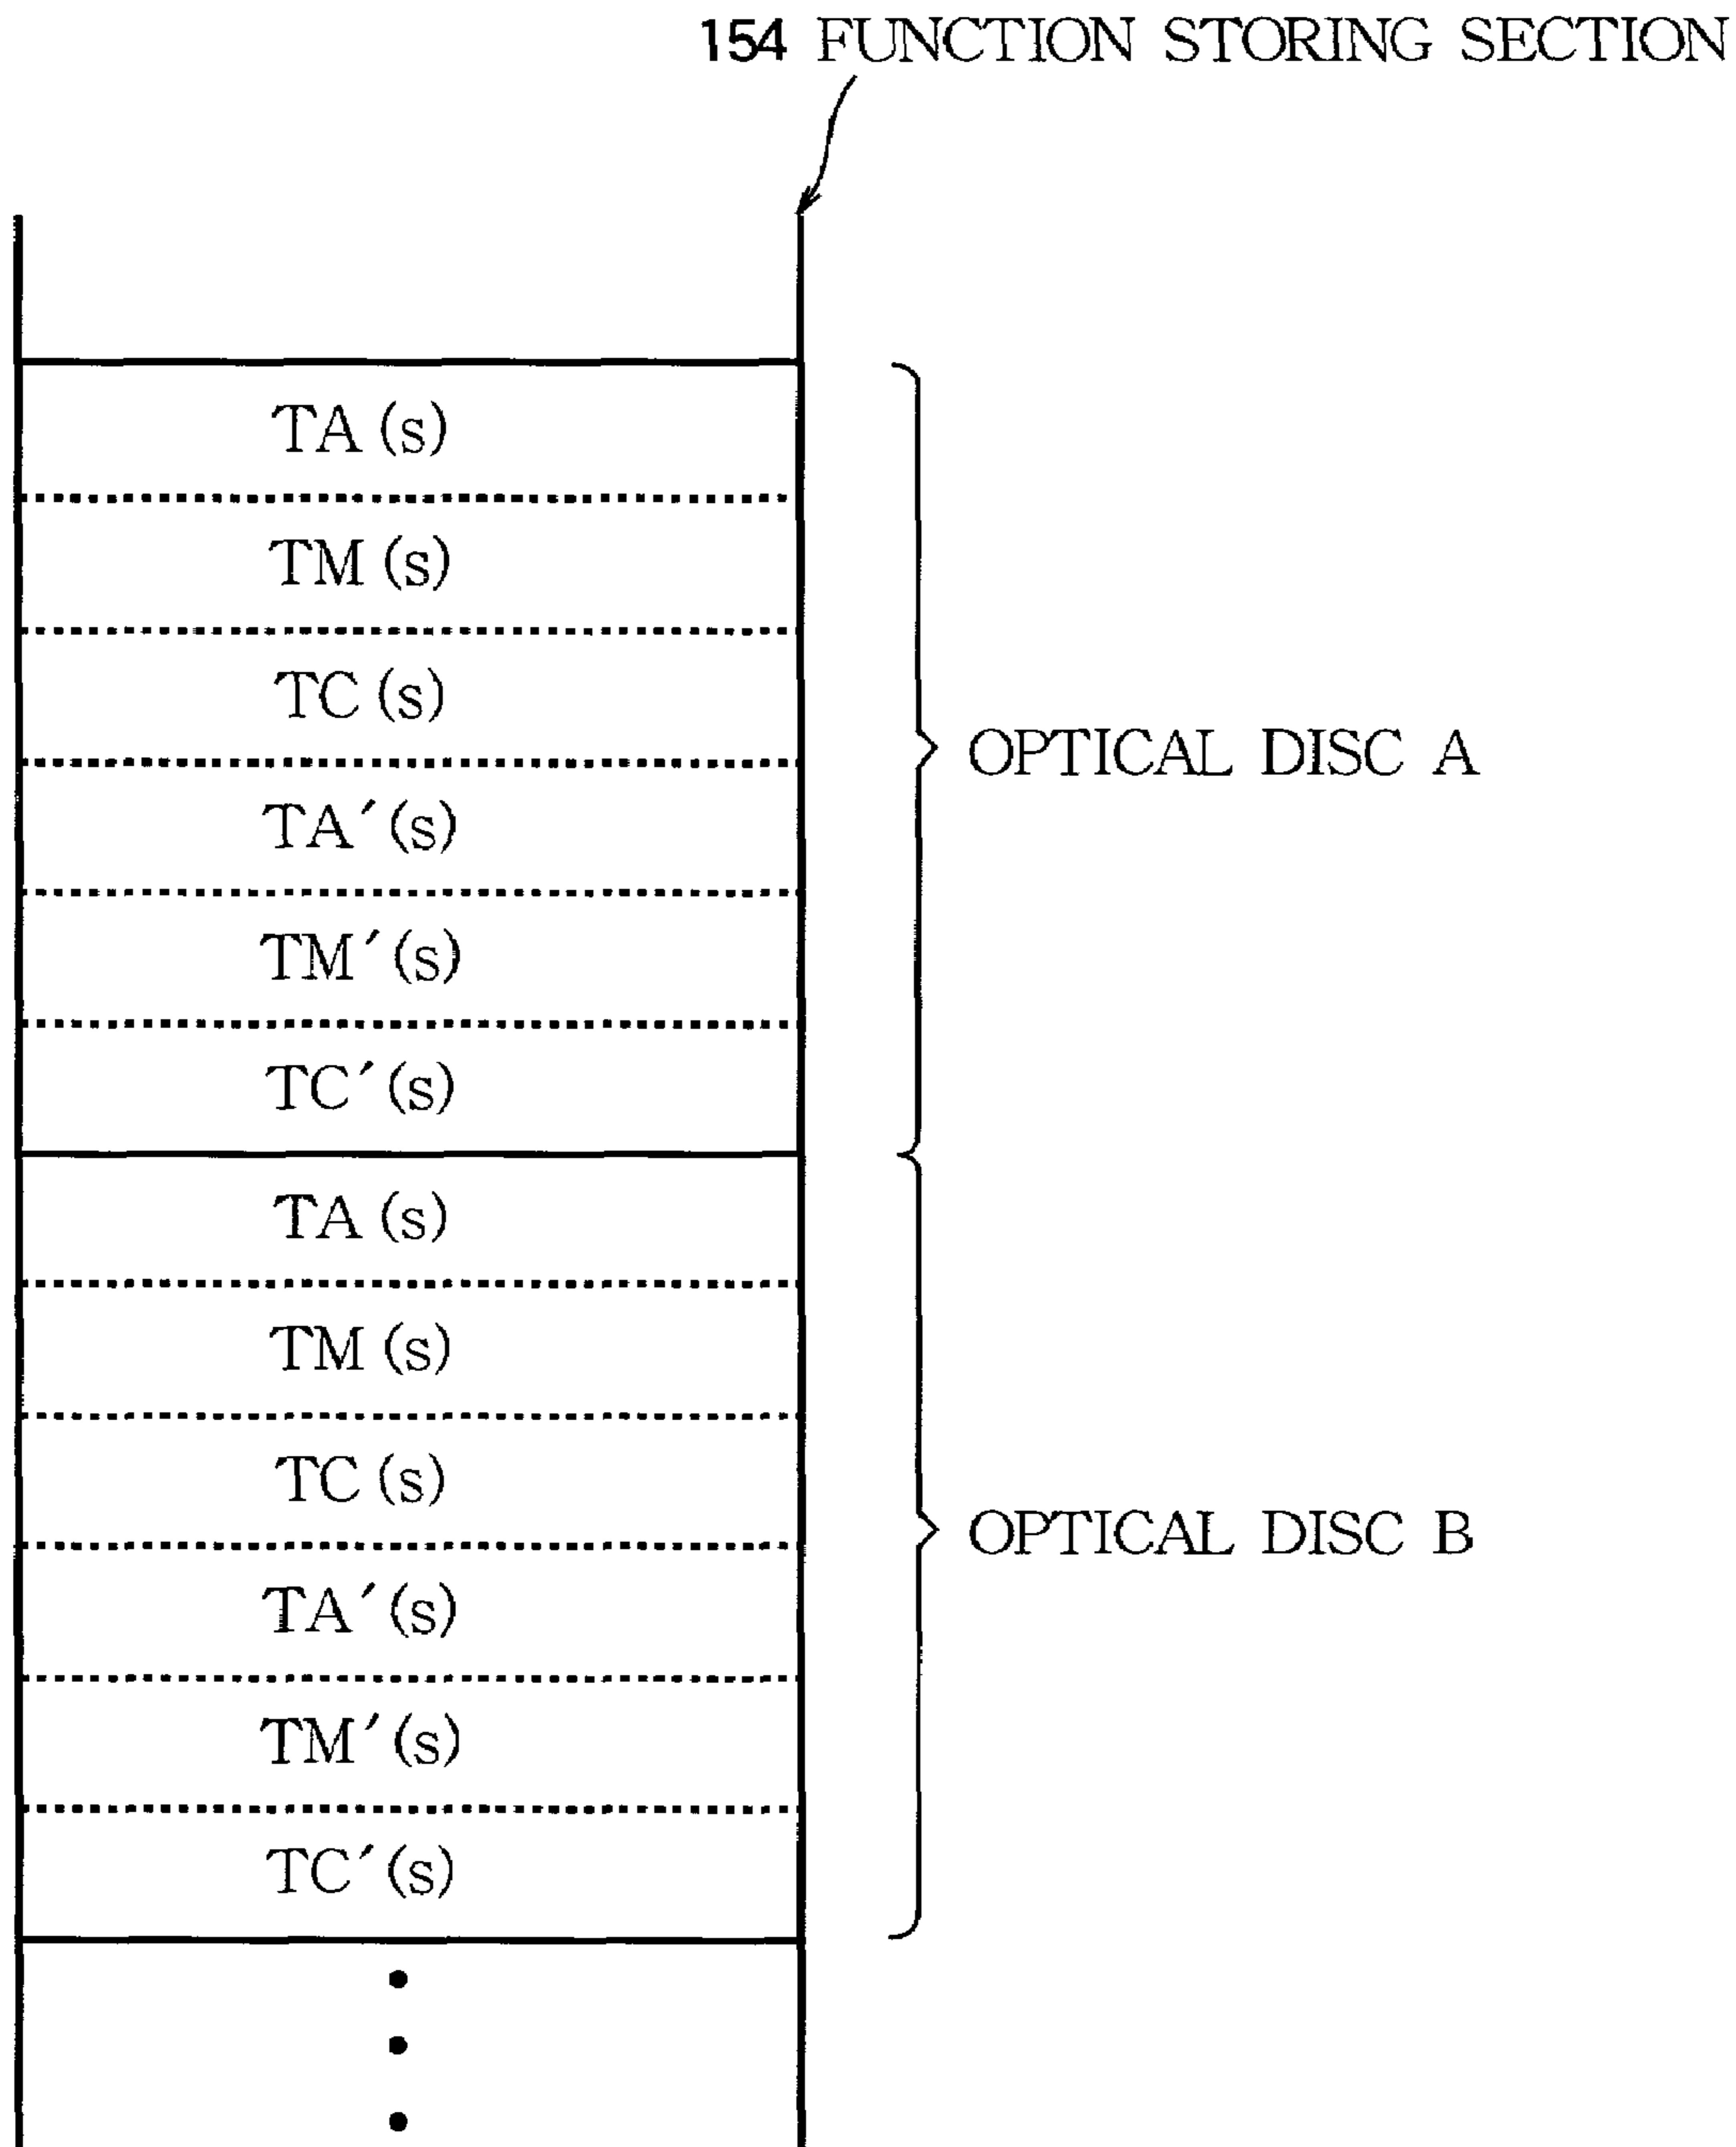 154 FUNCTION STORING SECTION
TA (s)
TM (s)
TC (s)
TA´(s)
TM´(s)
TC´(s)
OPTICAL DISC A
TA (s)
TM (s)
TC (s)
TA´(s)
TM´(s)
TC´(s)
OPTICAL DISC B